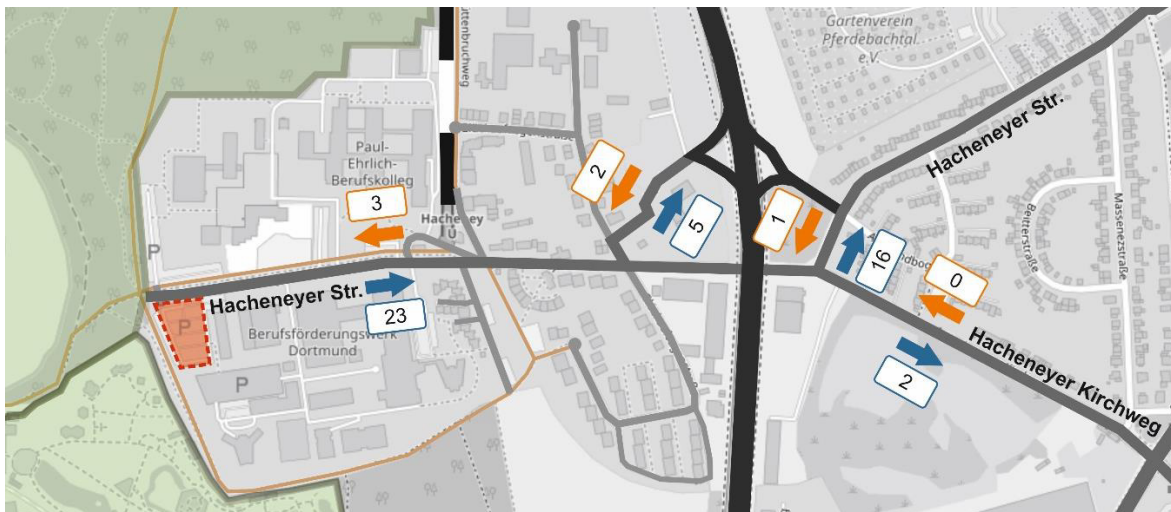 Gartenverein
Pferdebachtal
e.V.
Hacheneyer Str.
Paul-
Ehrlich-
Berufskolleg
3
Hacheney
U
2
5
1
16
0
2
Beitterstraße
Massenezstraße
P
P
P
Hacheneyer Str.
23
Berufsförderungswerk
Dortmund
Hacheneyer Kirchweg